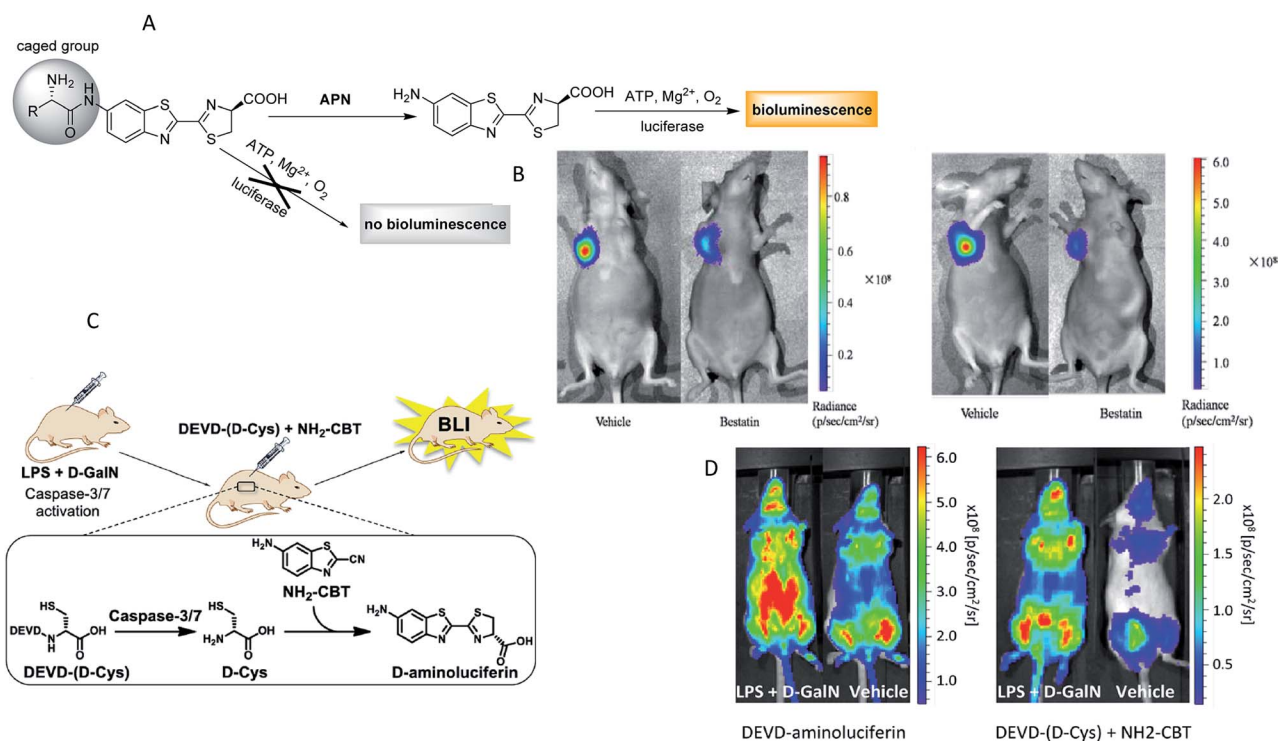 A
caged group
NH₂
H
N
R
O
S
N
N
S
COOH
APN
H₂N
S
N
N
S
COOH
ATP, Mg²⁺, O₂
luciferase
bioluminescence
ATP, Mg²⁺, O₂
luciferase
no bioluminescence
B
0.8
0.6
0.4
0.2
×10⁸
Vehicle
Bestatin
Radiance
(p/sec/cm²/sr)
6.0
5.0
4.0
3.0
2.0
1.0
×10⁸
Vehicle
Bestatin
Radiance
(p/sec/cm²/sr)
C
LPS + D-GalN
Caspase-3/7
activation
DEVD-(D-Cys) + NH₂-CBT
BLI
H₂N
S
N
CN
NH₂-CBT
HS
DEVD
N
H
OH
O
DEVD-(D-Cys)
Caspase-3/7
HS
H₂N
OH
O
D-Cys
H₂N
S
N
S
N
OH
O
D-aminoluciferin
D
6.0
5.0
4.0
3.0
2.0
1.0
x10⁸ [p/sec/cm²/sr]
LPS + D-GalN
Vehicle
DEVD-aminoluciferin
2.0
1.5
1.0
0.5
x10⁸ [p/sec/cm²/sr]
LPS + D-GalN
Vehicle
DEVD-(D-Cys) + NH2-CBT